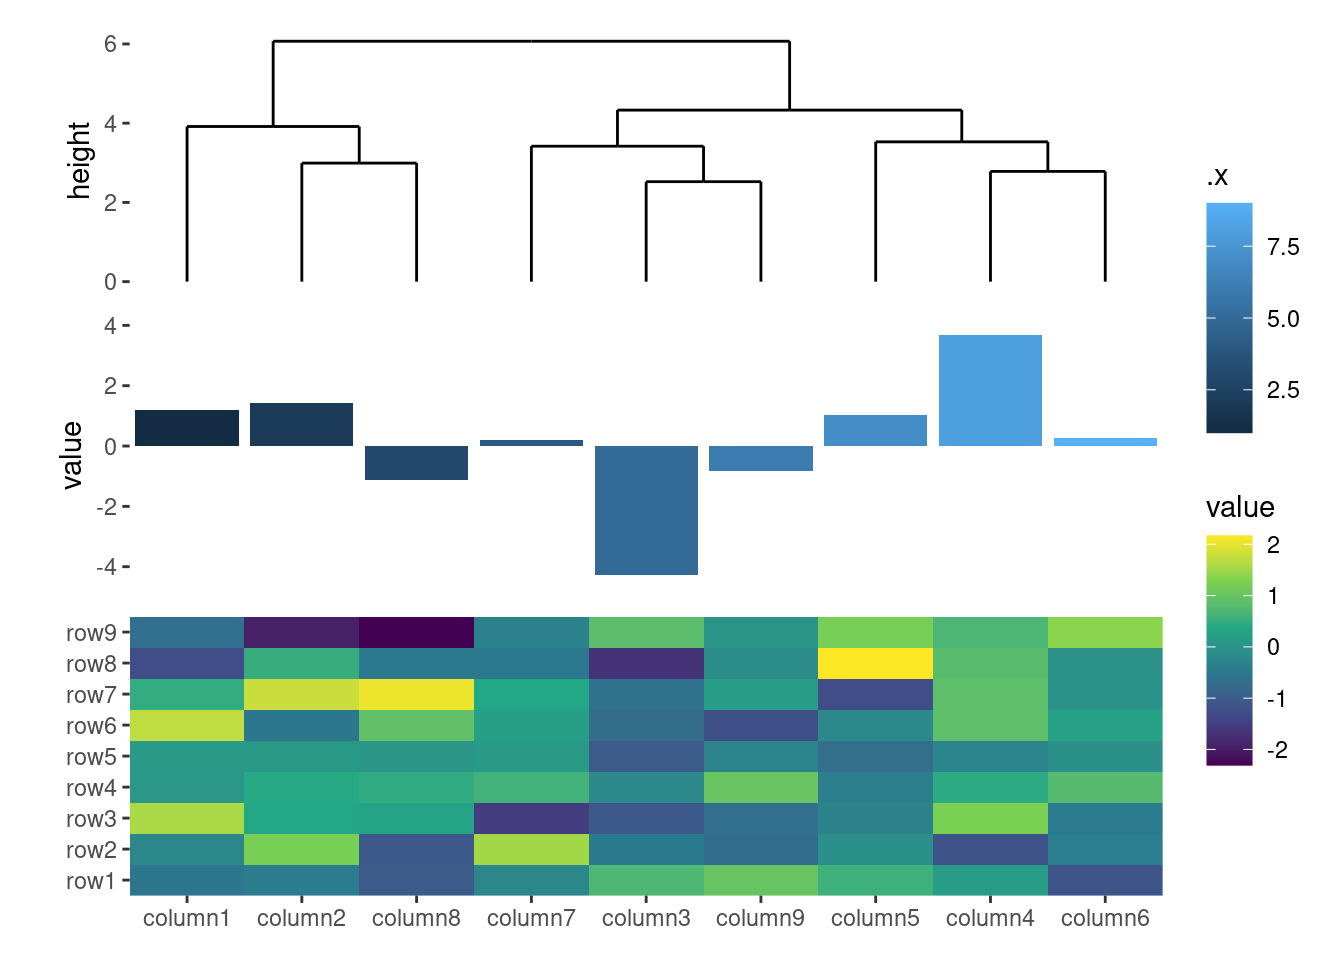 height
6
4
2
0
value
4
2
0
-2
-4
row9
row8
row7
row6
row5
row4
row3
row2
row1
column1 column2 column8 column7 column3 column9 column5 column4 column6
.x
7.5
5.0
2.5
value
2
1
0
-1
-2